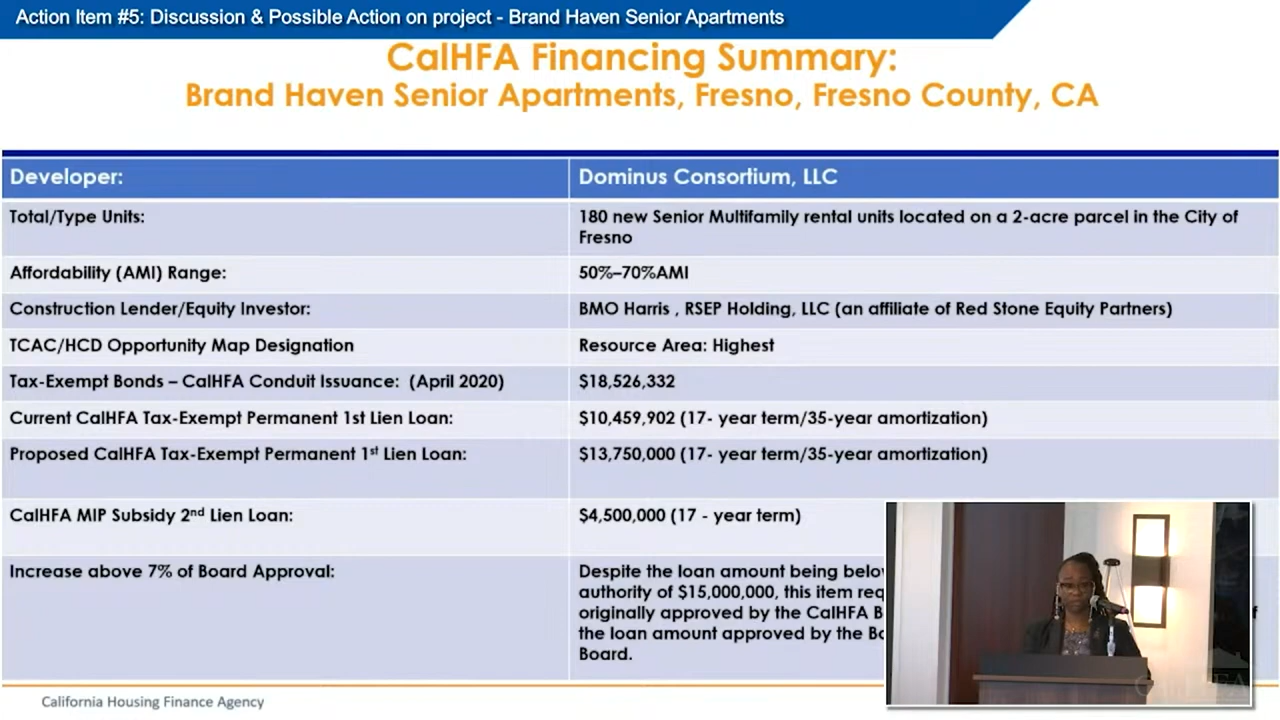 Action Item #5: Discussion & Possible Action on project - Brand Haven Senior Apartments
CalHFA Financing Summary:
Brand Haven Senior Apartments, Fresno, Fresno County, CA
Developer:
Dominus Consortium, LLC
Total/Type Units:
180 new Senior Multifamily rental units located on a 2-acre parcel in the City of
Fresno
Affordability (AMI) Range:
50%–70%AMI
Construction Lender/Equity Investor:
BMO Harris , RSEP Holding, LLC (an affiliate of Red Stone Equity Partners)
TCAC/HCD Opportunity Map Designation
Resource Area: Highest
Tax-Exempt Bonds – CalHFA Conduit Issuance: (April 2020)
$18,526,332
Current CalHFA Tax-Exempt Permanent 1st Lien Loan:
$10,459,902 (17- year term/35-year amortization)
Proposed CalHFA Tax-Exempt Permanent 1st Lien Loan:
$13,750,000 (17- year term/35-year amortization)
CalHFA MIP Subsidy 2nd Lien Loan:
$4,500,000 (17 - year term)
Increase above 7% of Board Approval:
Despite the loan amount being
authority of $15,000,000, this item
originally approved by the CalHFA
the loan amount approved by the
Board.
California Housing Finance Agency